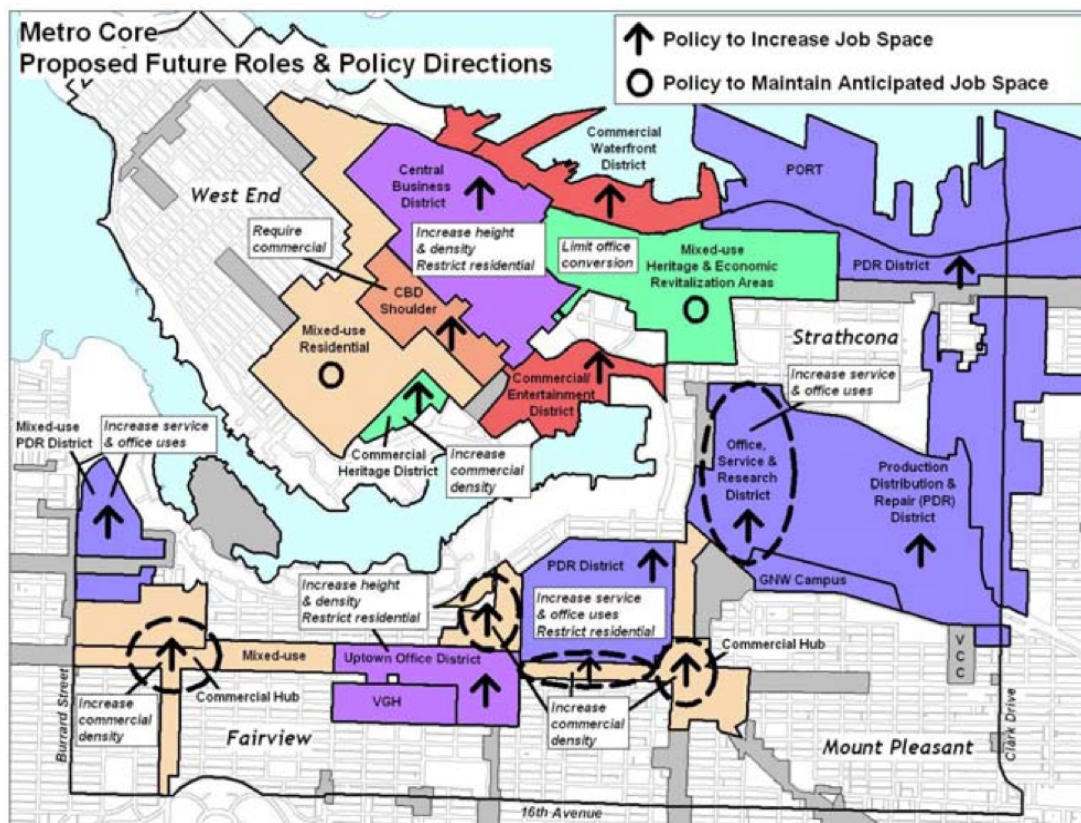 Metro Core
Proposed Future Roles & Policy Directions
Policy to Increase Job Space
Policy to Maintain Anticipated Job Space
Commercial
Waterfront
District
PORT
Central
Business
District
West End
Require
commercial
Increase height
& density
Restrict residential
Limit office
conversion
Mixed-use
Heritage & Economic
Revitalization Areas
PDR District
CBD
Shoulder
Mixed-use
Residential
Strathcona
Increase service
& office uses
Commercial/
Entertainment
District
Mixed-use
PDR District
Increase service
& office uses
Commercial
Heritage District
Increase
commercial
density
Office,
Service &
Research
District
Production
Distribution &
Repair (PDR)
District
PDR District
GNW Campus
Increase height
& density
Restrict residential
Increase service
& office uses
Restrict residential
Commercial Hub
V
C
C
Mixed-use
Uptown Office District
Commercial Hub
VGH
Increase
commercial
density
Increase
commercial
density
Burrard Street
Fairview
Mount Pleasant
Clark Drive
16th Avenue